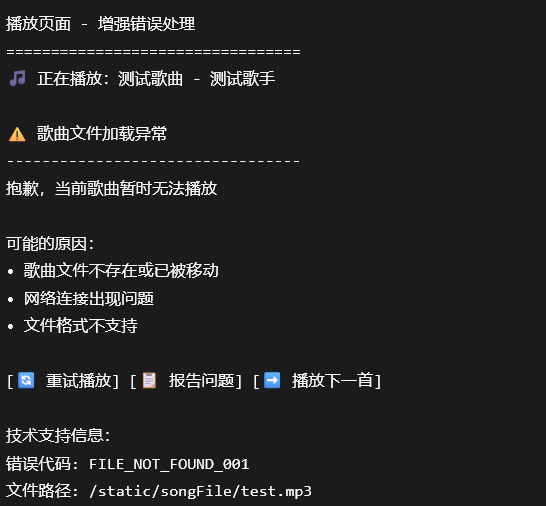 播放页面 - 增强错误处理
=================================
🎵 正在播放: 测试歌曲 - 测试歌手
⚠️ 歌曲文件加载异常
---------------------------------
抱歉，当前歌曲暂时无法播放
可能的原因:
• 歌曲文件不存在或已被移动
• 网络连接出现问题
• 文件格式不支持
[🔄 重试播放] [📋 报告问题] [➡️ 播放下一首]
技术支持信息:
错误代码: FILE_NOT_FOUND_001
文件路径: /static/songFile/test.mp3